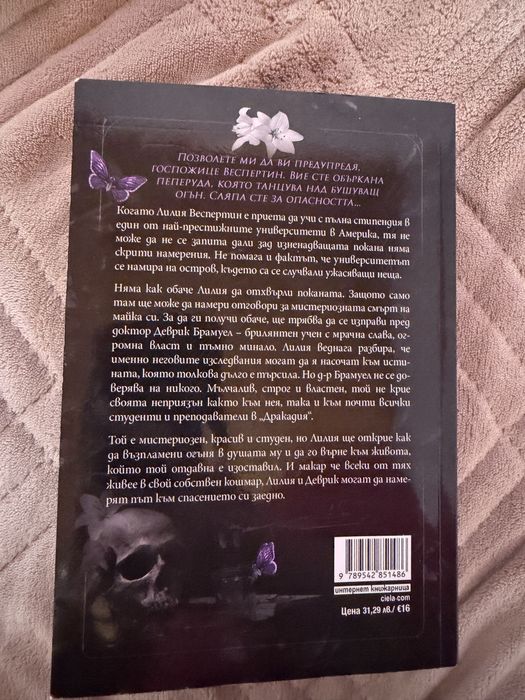 Позволете ми да ви предупредя,
госпожице Веспертин. Вие сте объркана
пеперуда, която танцува над бушуващ
огън. Сляпа сте за опасността...
Когато Лилия Веспертин е приета да учи с пълна стипендия в
един от най-престижните университети в Америка, тя не
може да не се запита дали зад изненадващата покана няма
скрити намерения. Не помага и фактът, че университетът
се намира на остров, където са се случвали ужасяващи неща.
Няма как обаче Лилия да отхвърли поканата. Защото само
там ще може да намери отговори за мистериозната смърт на
майка си. За да ги получи обаче, ще трябва да се изправи пред
доктор Деврик Брамуел – брилянтен учен с мрачна слава, ог-
ромна власт и тъмно минало. Лилия веднага разбира, че
именно неговите изследвания могат да я насочат към исти-
ната, която толкова дълго е търсила. Но д-р Брамуел не се до-
верява на никого. Мълчалив, строг и властен, той не крие
своята неприязън както към нея, така и към почти всички
студенти и преподаватели в „Дракадия“.
Той е мистериозен, красив и студен, но Лилия ще открие как
да възпламени огъня в душата му и да го върне към живота,
който той отдавна е изоставил. И макар че всеки от тях
живее в свой собствен кошмар, Лилия и Деврик могат да наме-
рят път към спасението си заедно.
9 789542 851486
интернет книжарница
ciela.com
Цена 31,29 лв./ €16